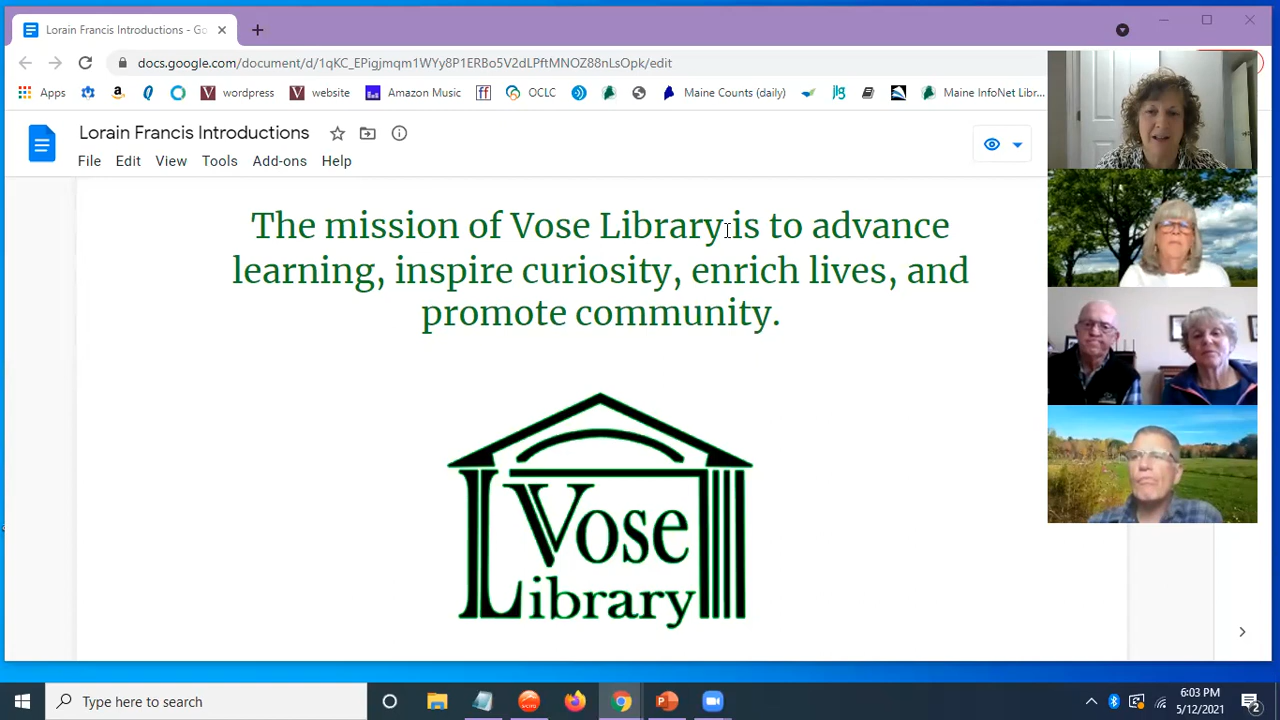 Lorain Francis Introductions - Go
docs.google.com/document/d/1qKC_EPigjmqm1WYy8P1ERBo5V2dLPftMNOZ88nLsOpk/edit
Apps
wordpress
website
Amazon Music
ff
OCLC
Maine Counts (daily)
jlg
Maine InfoNet Libr...
Lorain Francis Introductions
File Edit View Tools Add-ons Help
The mission of Vose Library is to advance
learning, inspire curiosity, enrich lives, and
promote community.
Vose
Library
Type here to search
6:03 PM
5/12/2021
2